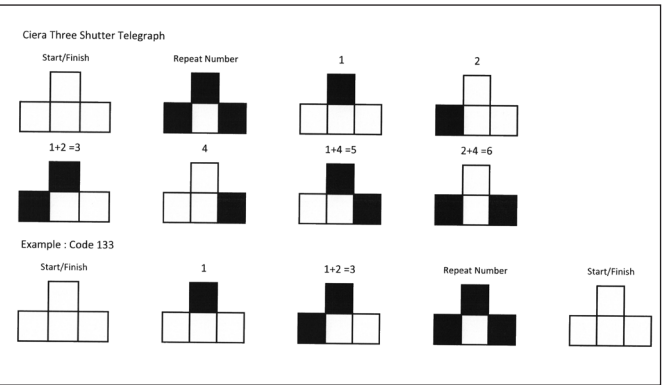 Ciera Three Shutter Telegraph
Start/Finish
Repeat Number
1
2
1+2 =3
4
1+4 =5
2+4 =6
Example : Code 133
Start/Finish
1
1+2 =3
Repeat Number
Start/Finish